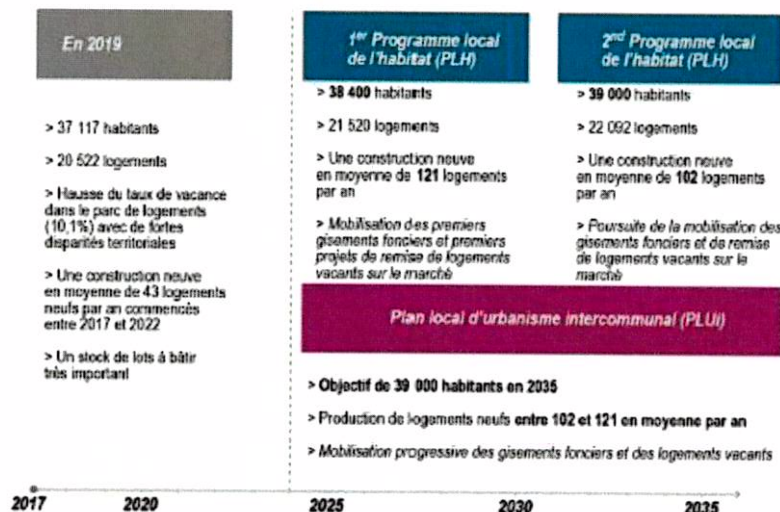 En 2019
> 37 117 habitants
> 20 522 logements
> Hausse du taux de vacance
dans le parc de logements
(10,1%) avec de fortes
disparités territoriales
> Une construction neuve
en moyenne de 43 logements
neufs par an commencés
entre 2017 et 2022
> Un stock de lots à bâtir
très important
1er Programme local
de l'habitat (PLH)
> 38 400 habitants
> 21 520 logements
> Une construction neuve
en moyenne de 121 logements
par an
> Mobilisation des premiers
gisements fonciers et premiers
projets de remise de logements
vacants sur le marché
2nd Programme local
de l'habitat (PLH)
> 39 000 habitants
> 22 092 logements
> Une construction neuve
en moyenne de 102 logements
par an
> Poursuite de la mobilisation des
gisements fonciers et de remise
de logements vacants sur le
marché
Plan local d'urbanisme intercommunal (PLUi)
> Objectif de 39 000 habitants en 2035
> Production de logements neufs entre 102 et 121 en moyenne par an
> Mobilisation progressive des gisements fonciers et des logements vacants
2017 2020 2025 2030 2035